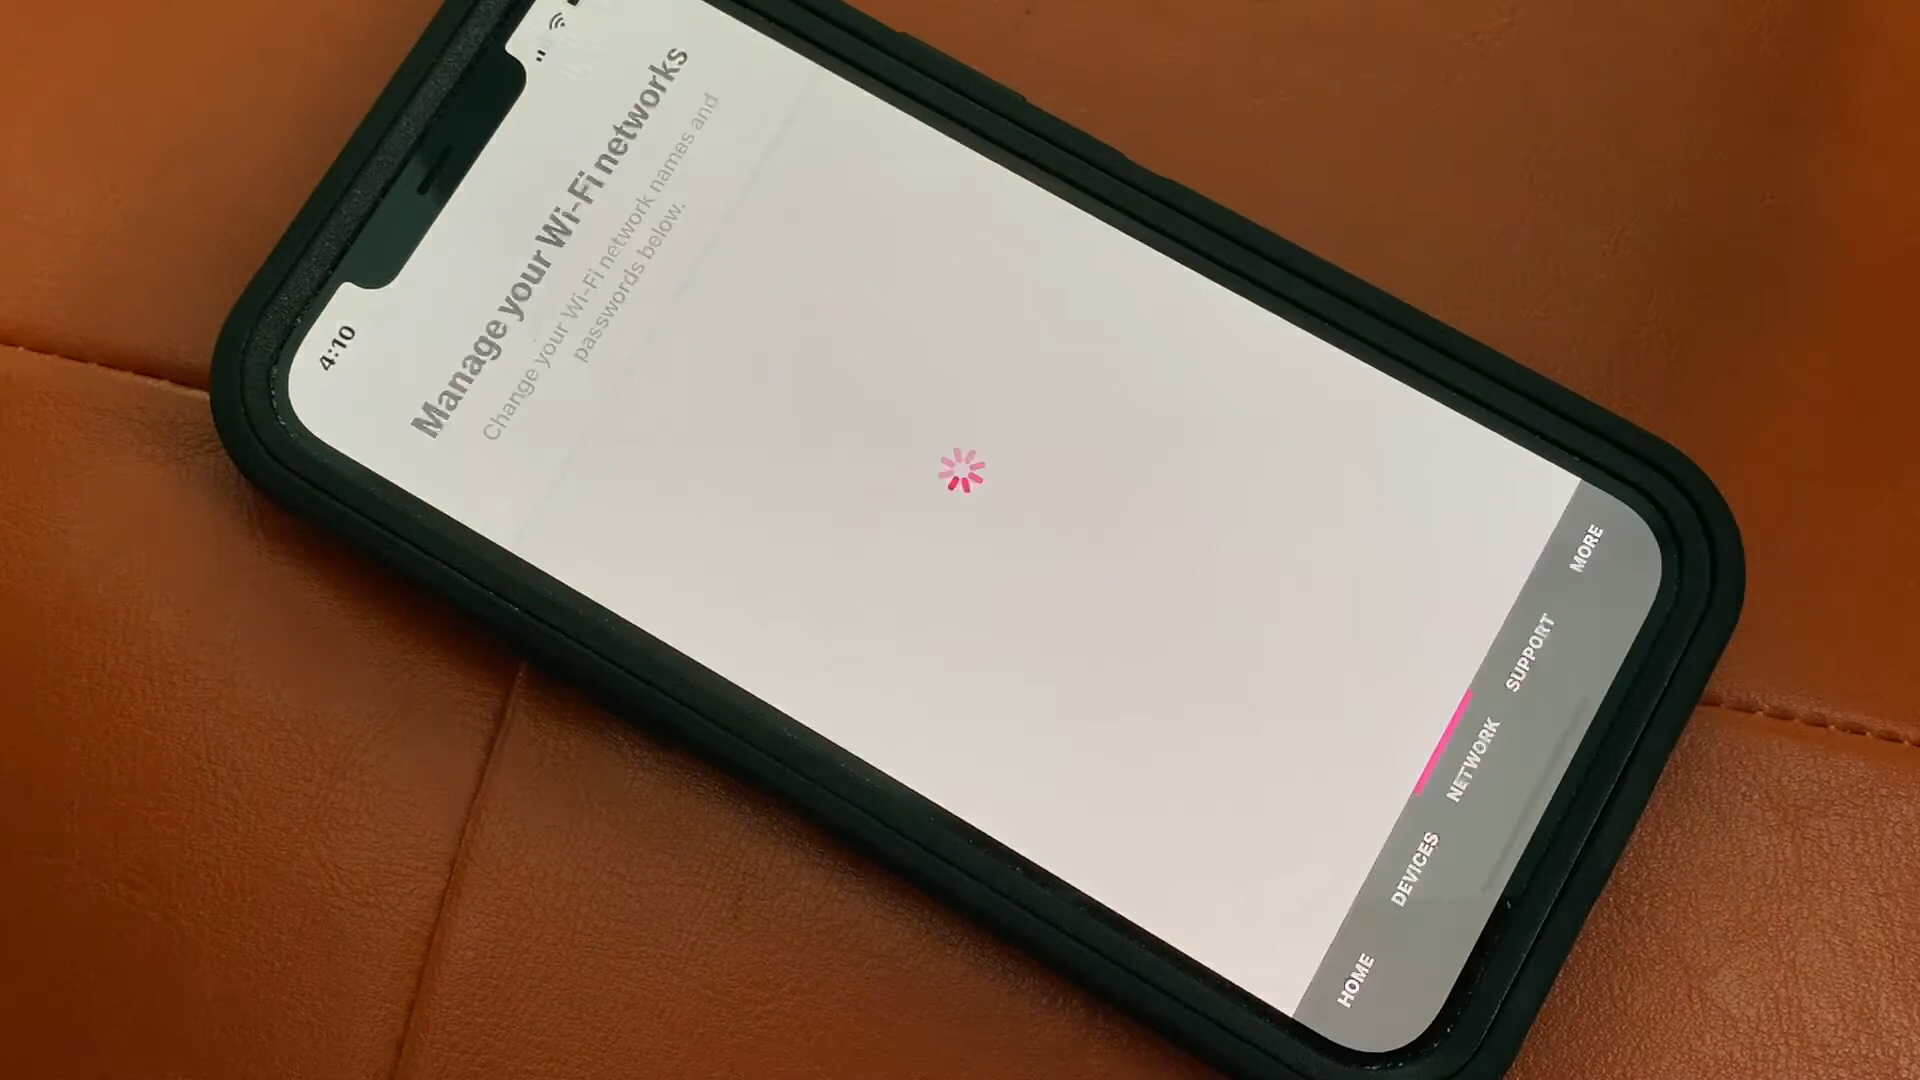 4:10
Manage your Wi-Fi networks
Change your Wi-Fi network names and
passwords below.
HOME
DEVICES
NETWORK
SUPPORT
MORE